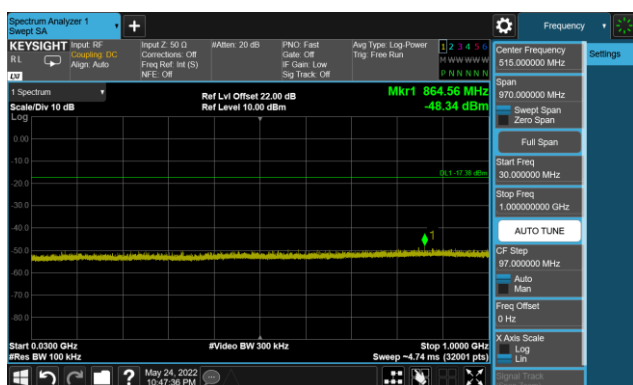 Spectrum Analyzer 1
Swept SA
Frequency
KEYSIGHT
R L
LXI
Input: RF
Coupling: DC
Align: Auto
Input Z: 50 Ω
Corrections: Off
Freq Ref: Int (S)
NFE: Off
#Atten: 20 dB
PNO: Fast
Gate: Off
IF Gain: Low
Sig Track: Off
Avg Type: Log-Power
Trig: Free Run
1 2 3 4 5 6
M W W W W W
P N N N N N
Center Frequency
515.000000 MHz
Settings
Span
970.000000 MHz
Swept Span
Zero Span
Full Span
Start Freq
30.000000 MHz
Stop Freq
1.000000000 GHz
AUTO TUNE
CF Step
97.000000 MHz
Auto
Man
Freq Offset
0 Hz
X Axis Scale
Log
Lin
Signal Track
1 Spectrum
Scale/Div 10 dB
Log
Ref Lvl Offset 22.00 dB
Ref Level 10.00 dBm
Mkr1 864.56 MHz
-48.34 dBm
0.00
-10.0
-20.0
-30.0
-40.0
-50.0
-60.0
-70.0
-80.0
DL1 -17.38 dBm
1
Start 0.0300 GHz
#Res BW 100 kHz
#Video BW 300 kHz
Stop 1.0000 GHz
Sweep ~4.74 ms (32001 pts)
?
May 24, 2022
10:47:36 PM